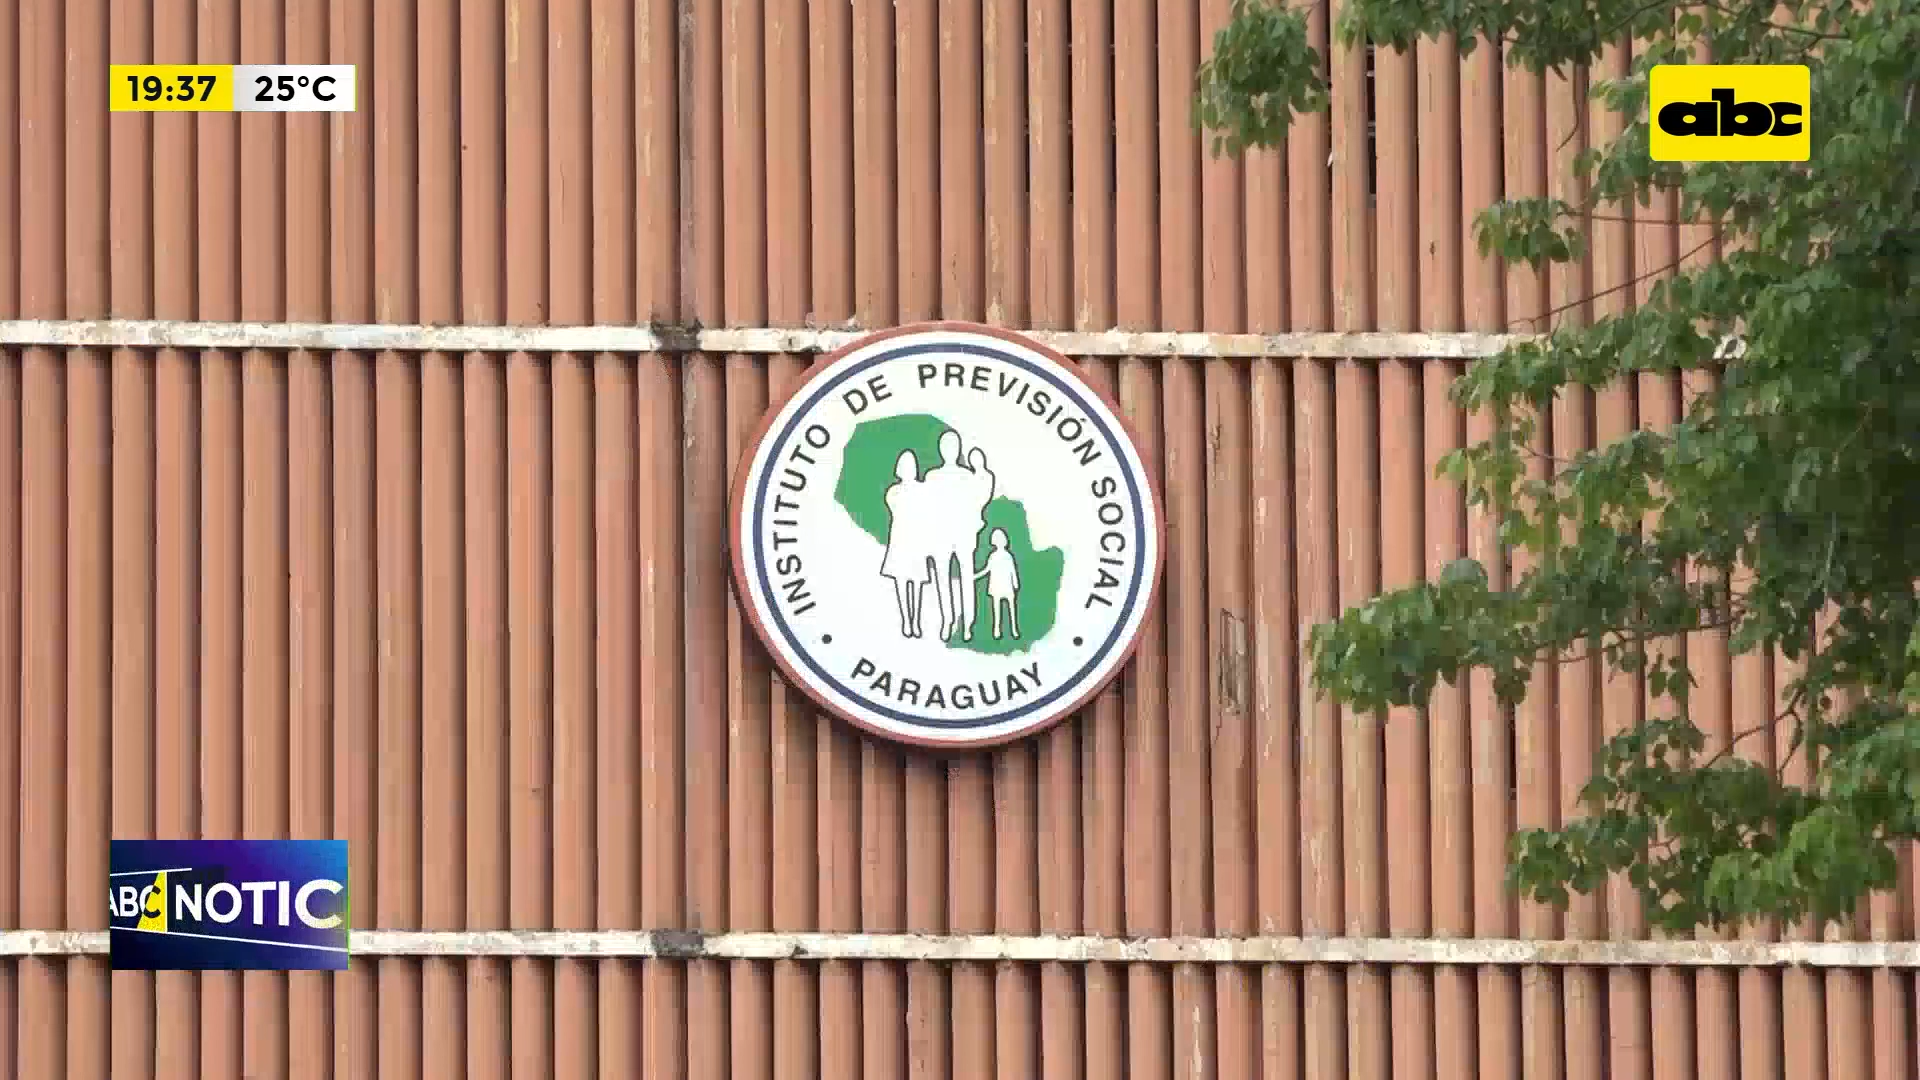 19:37 25°C
abc
INSTITUTO DE PREVISIÓN SOCIAL
• PARAGUAY •
ABC NOTIC